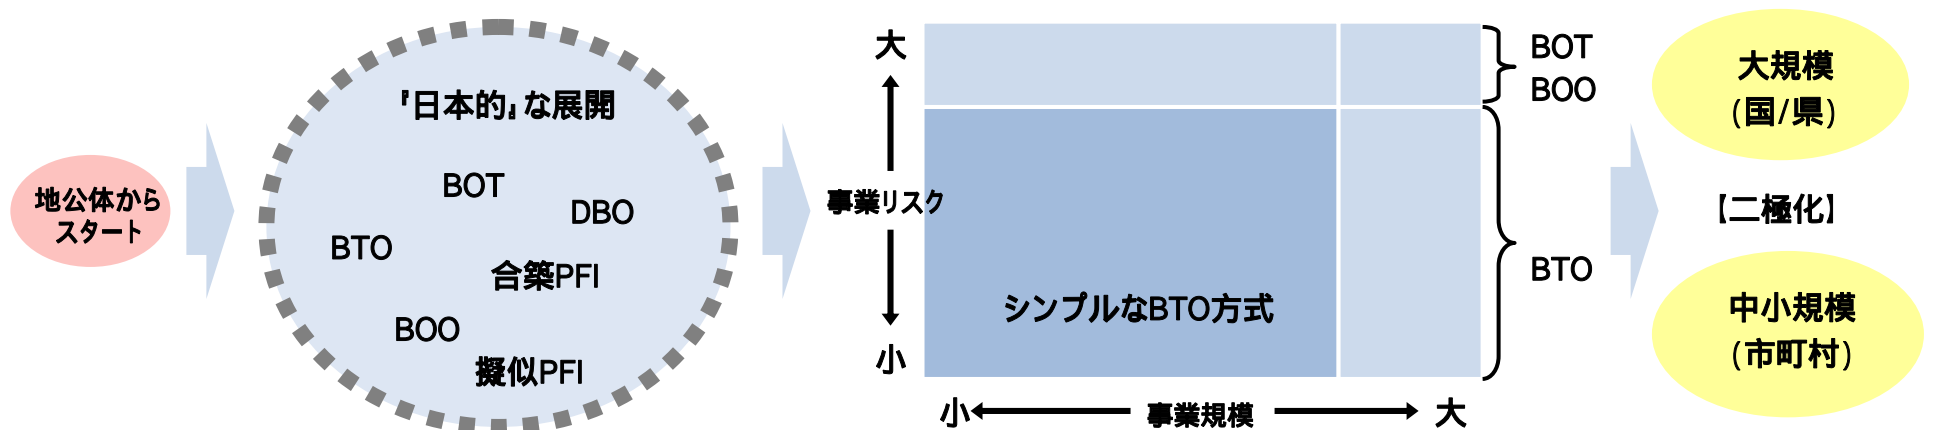 地公体から
スタート
『日本的』な展開
BOT
DBO
BTO
合築PFI
BOO
擬似PFI
大
事業リスク
小
シンプルなBTO方式
小
事業規模
大
BOT
BOO
BTO
大規模
(国/県)
【二極化】
中小規模
(市町村)